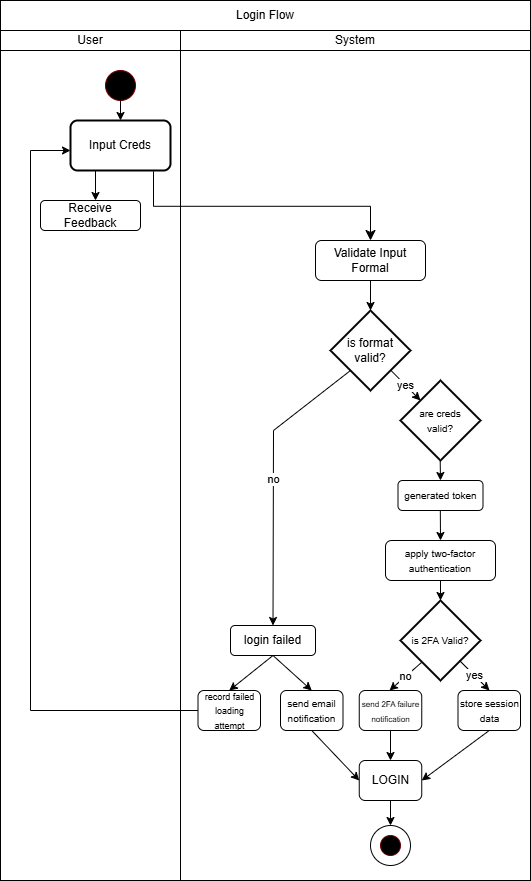 Login Flow
User
System
Input Creds
Receive
Feedback
Validate Input
Formal
is format
valid?
yes
are creds
valid?
no
generated token
apply two-factor
authentication
login failed
is 2FA Valid?
no
yes
record failed
loading
attempt
send email
notification
send 2FA failure
notification
store session
data
LOGIN